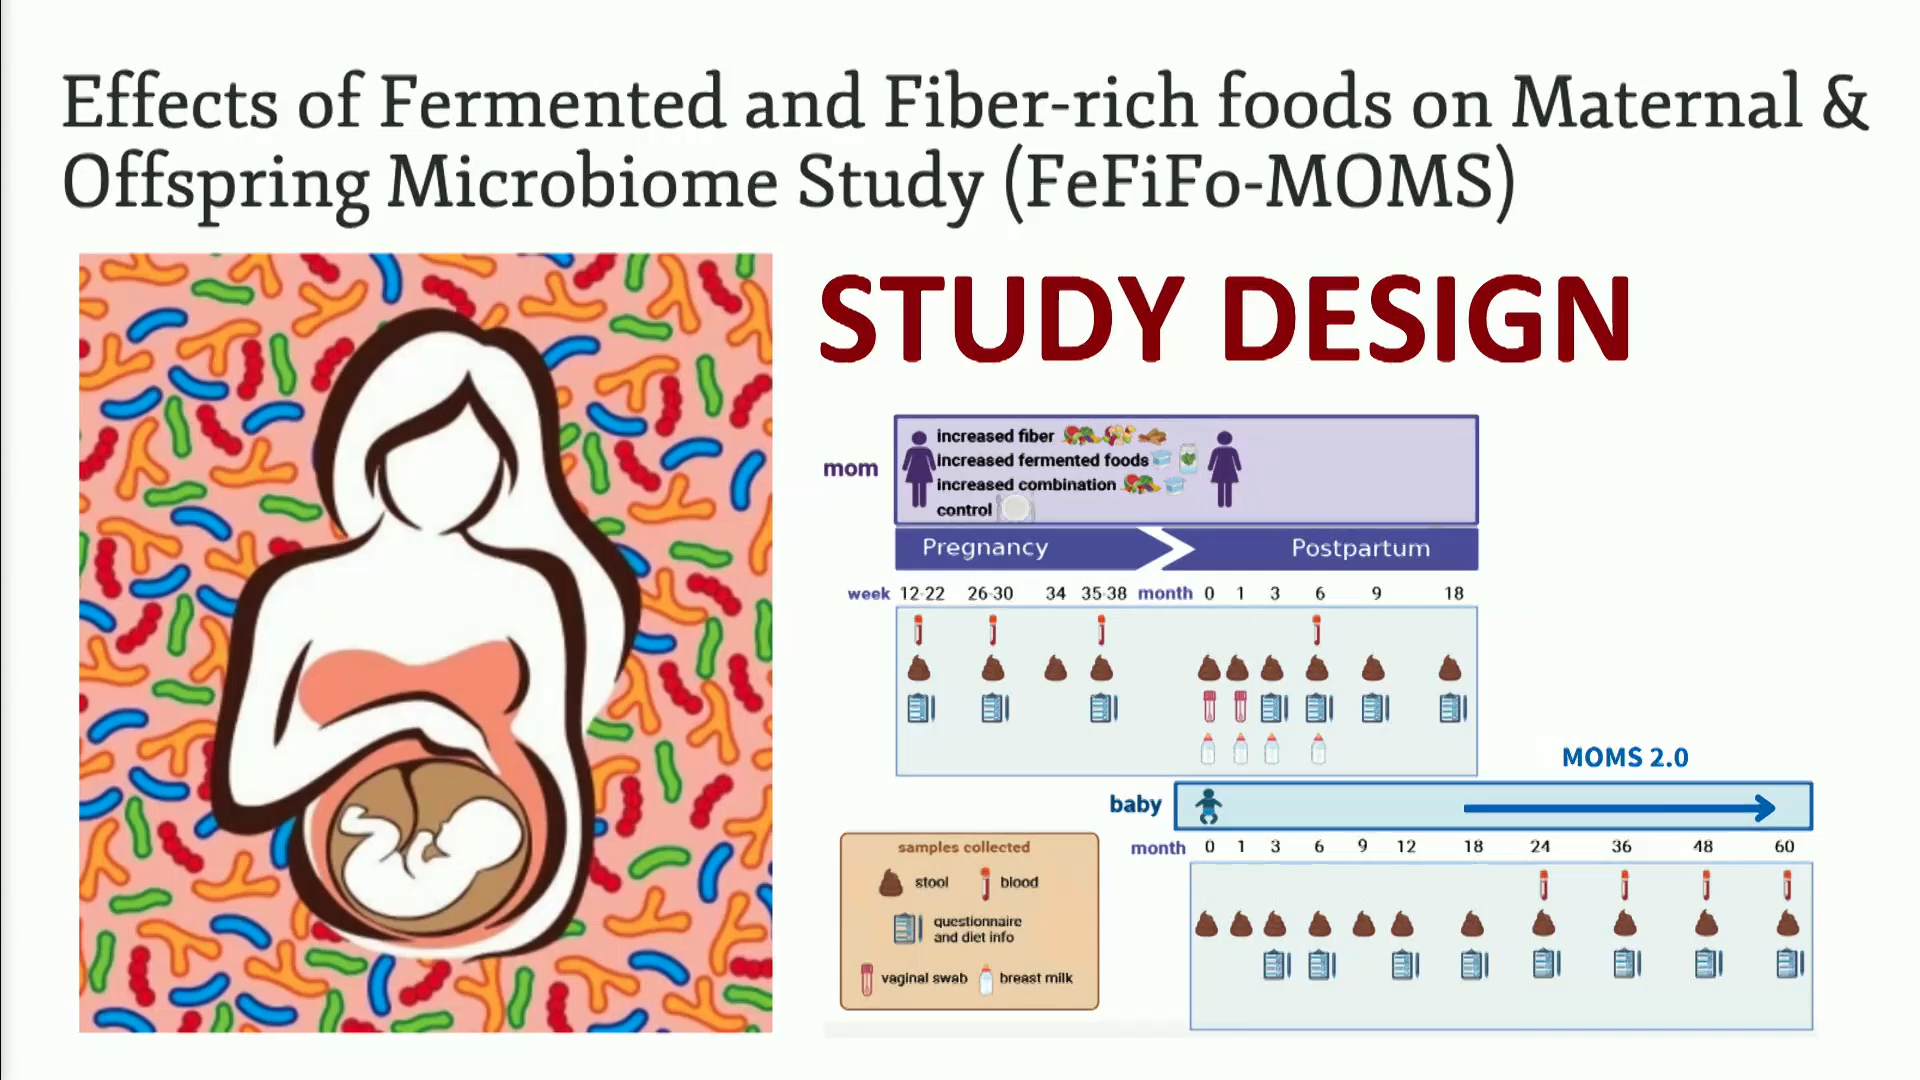 Effects of Fermented and Fiber-rich foods on Maternal &
Offspring Microbiome Study (FeFiFo-MOMS)
STUDY DESIGN
mom
increased fiber
increased fermented foods
increased combination
control
Pregnancy
Postpartum
week 12-22 26-30 34 35-38 month 0 1 3 6 9 18
MOMS 2.0
baby
month 0 1 3 6 9 12 18 24 36 48 60
samples collected
stool blood
questionnaire
and diet info
vaginal swab breast milk